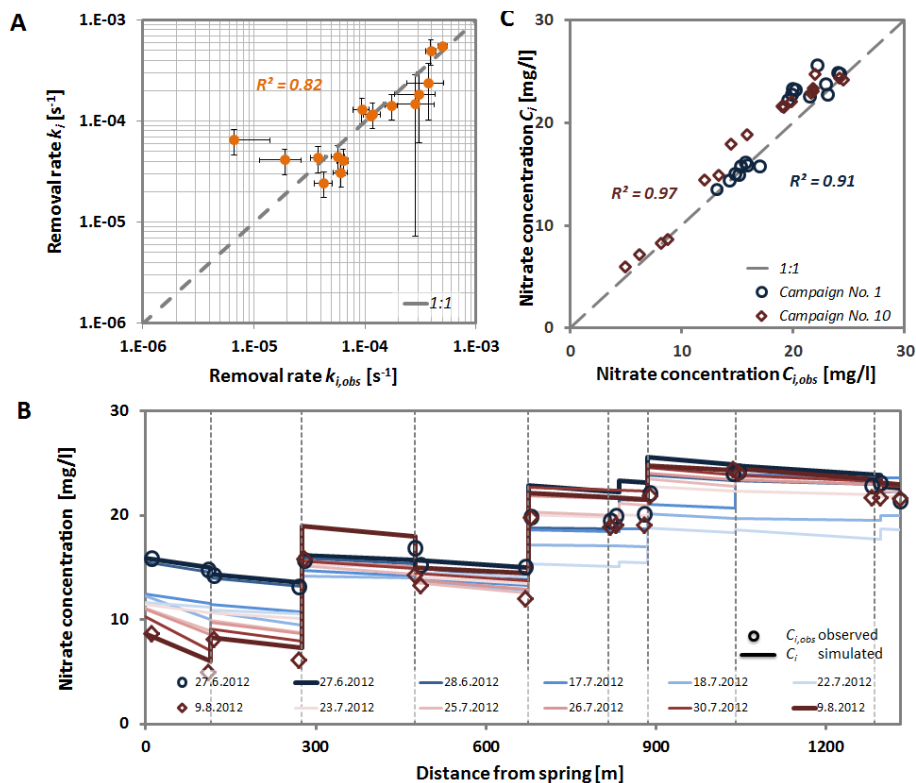 A
1.E-03
1.E-04
1.E-05
1.E-06
Removal rate kᵢ [s⁻¹]
R² = 0.82
1:1
1.E-06
1.E-05
1.E-04
1.E-03
Removal rate kᵢ,obs [s⁻¹]
C
30
20
10
0
Nitrate concentration Cᵢ [mg/l]
R² = 0.97
R² = 0.91
1:1
Campaign No. 1
Campaign No. 10
0
10
20
30
Nitrate concentration Cᵢ,obs [mg/l]
B
30
20
10
0
Nitrate concentration [mg/l]
Cᵢ,obs observed
Cᵢ simulated
27.6.2012 27.6.2012 28.6.2012 17.7.2012 18.7.2012 22.7.2012
9.8.2012 23.7.2012 25.7.2012 26.7.2012 30.7.2012 9.8.2012
0
300
600
900
1200
Distance from spring [m]